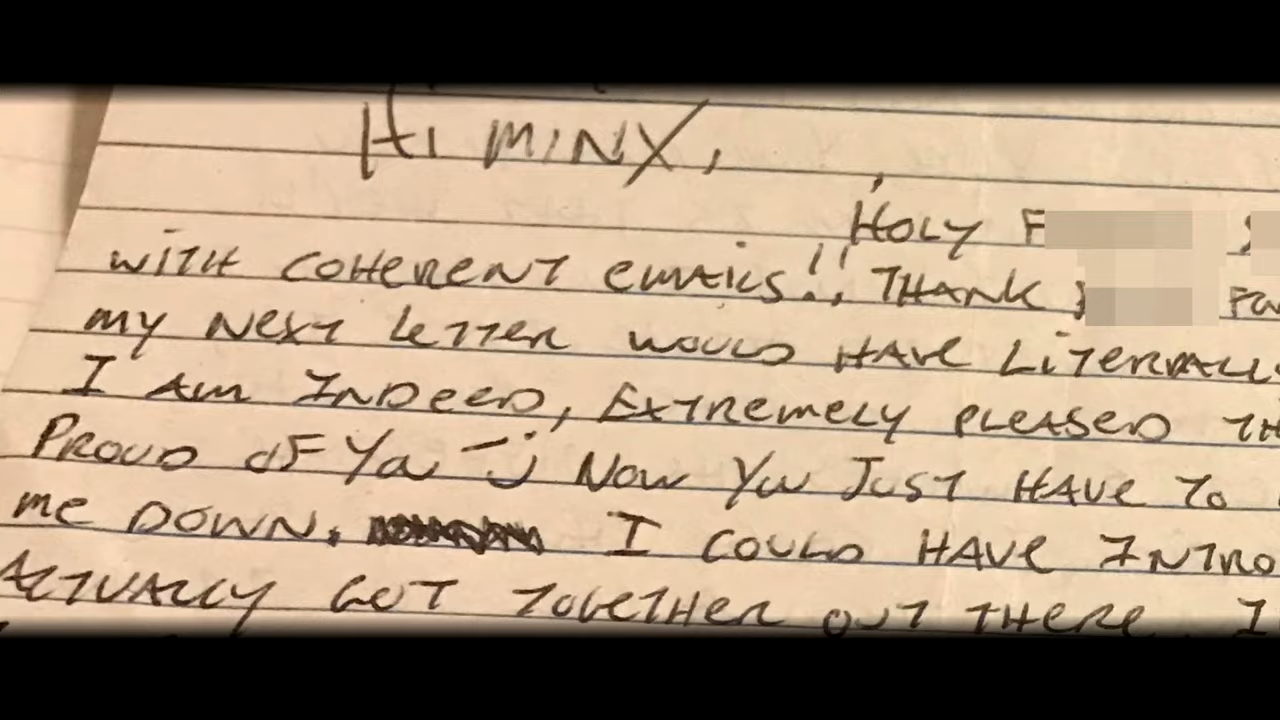 Hi MINX,
HOLY F
WITH COHERENT EMAILS!! THANK
MY NEXT LETTER WOULD HAVE LITERALL
I AM INDEED, EXTREMELY PLEASED TH
PROUD OF YOU NOW YOU JUST HAVE TO
ME DOWN. I COULD HAVE INTRO
ACTUALLY GOT TOGETHER OUT THERE. I